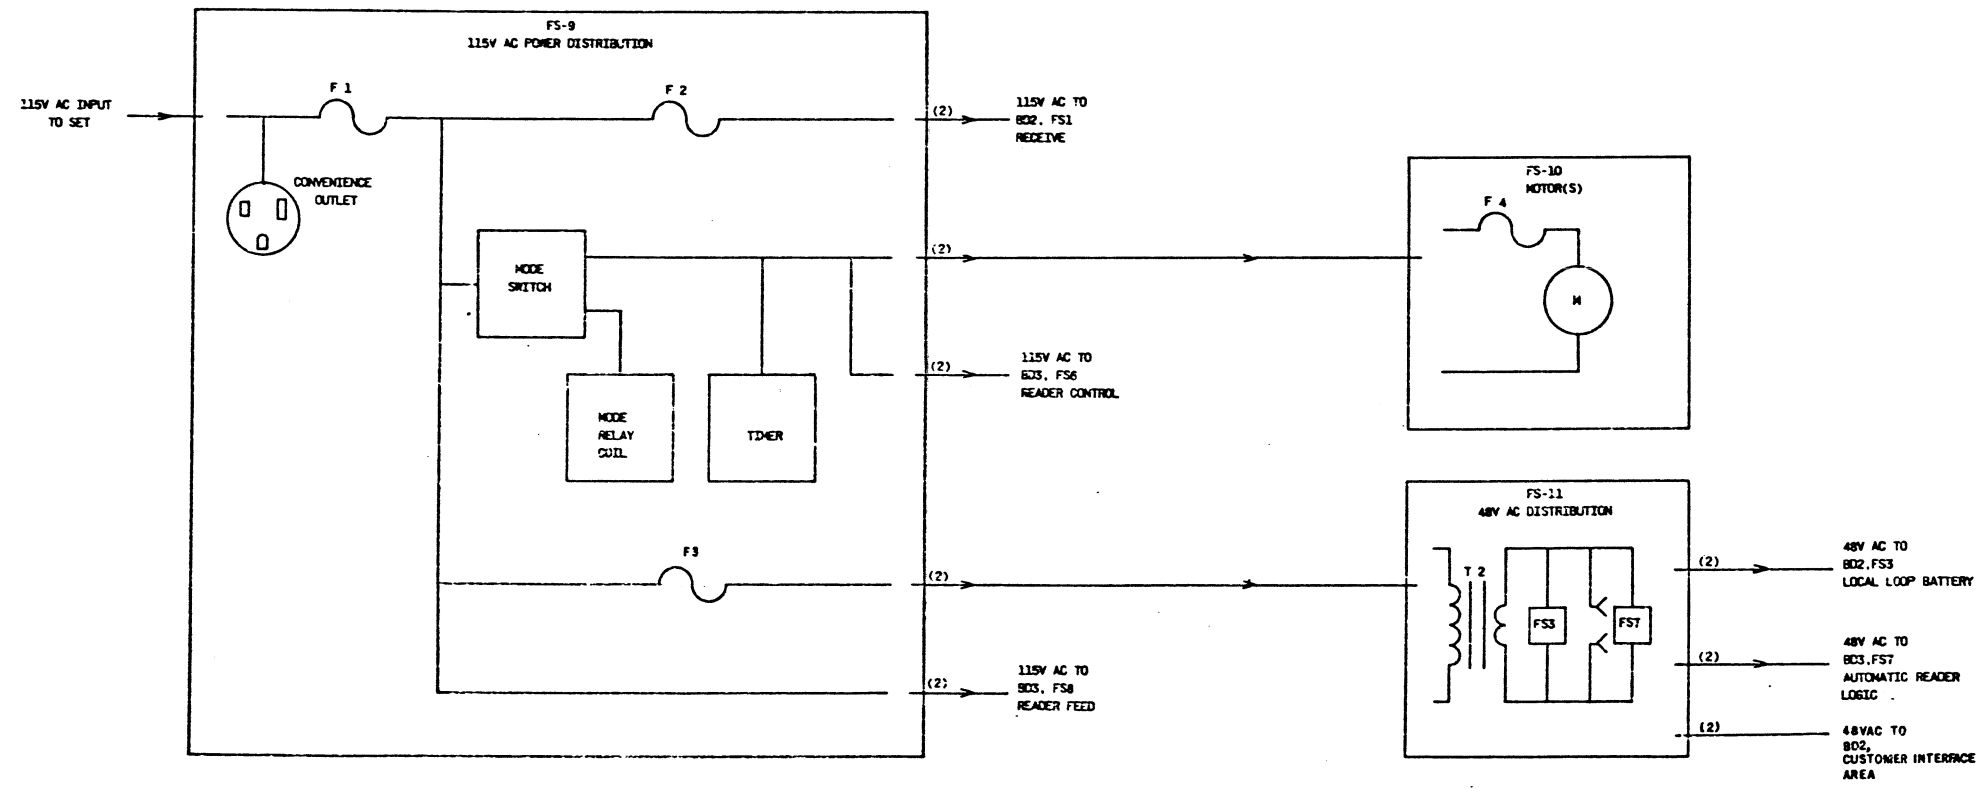 FS-9
115V AC POWER DISTRIBUTION
115V AC INPUT
TO SET
F 1
F 2
CONVENIENCE
OUTLET
(2)
115V AC TO
BD2, FS1
RECEIVE
MODE
SWITCH
(2)
MODE
RELAY
COIL
TIMER
(2)
115V AC TO
BD3, FS6
READER CONTROL
F3
(2)
(2)
115V AC TO
BD3, FS8
READER FEED
FS-10
MOTOR(S)
F 4
M
FS-11
48V AC DISTRIBUTION
T 2
FS3
FS7
(2)
48V AC TO
BD2,FS3
LOCAL LOOP BATTERY
(2)
48V AC TO
BD3,FS7
AUTOMATIC READER
LOGIC
(2)
48VAC TO
BD2,
CUSTOMER INTERFACE
AREA